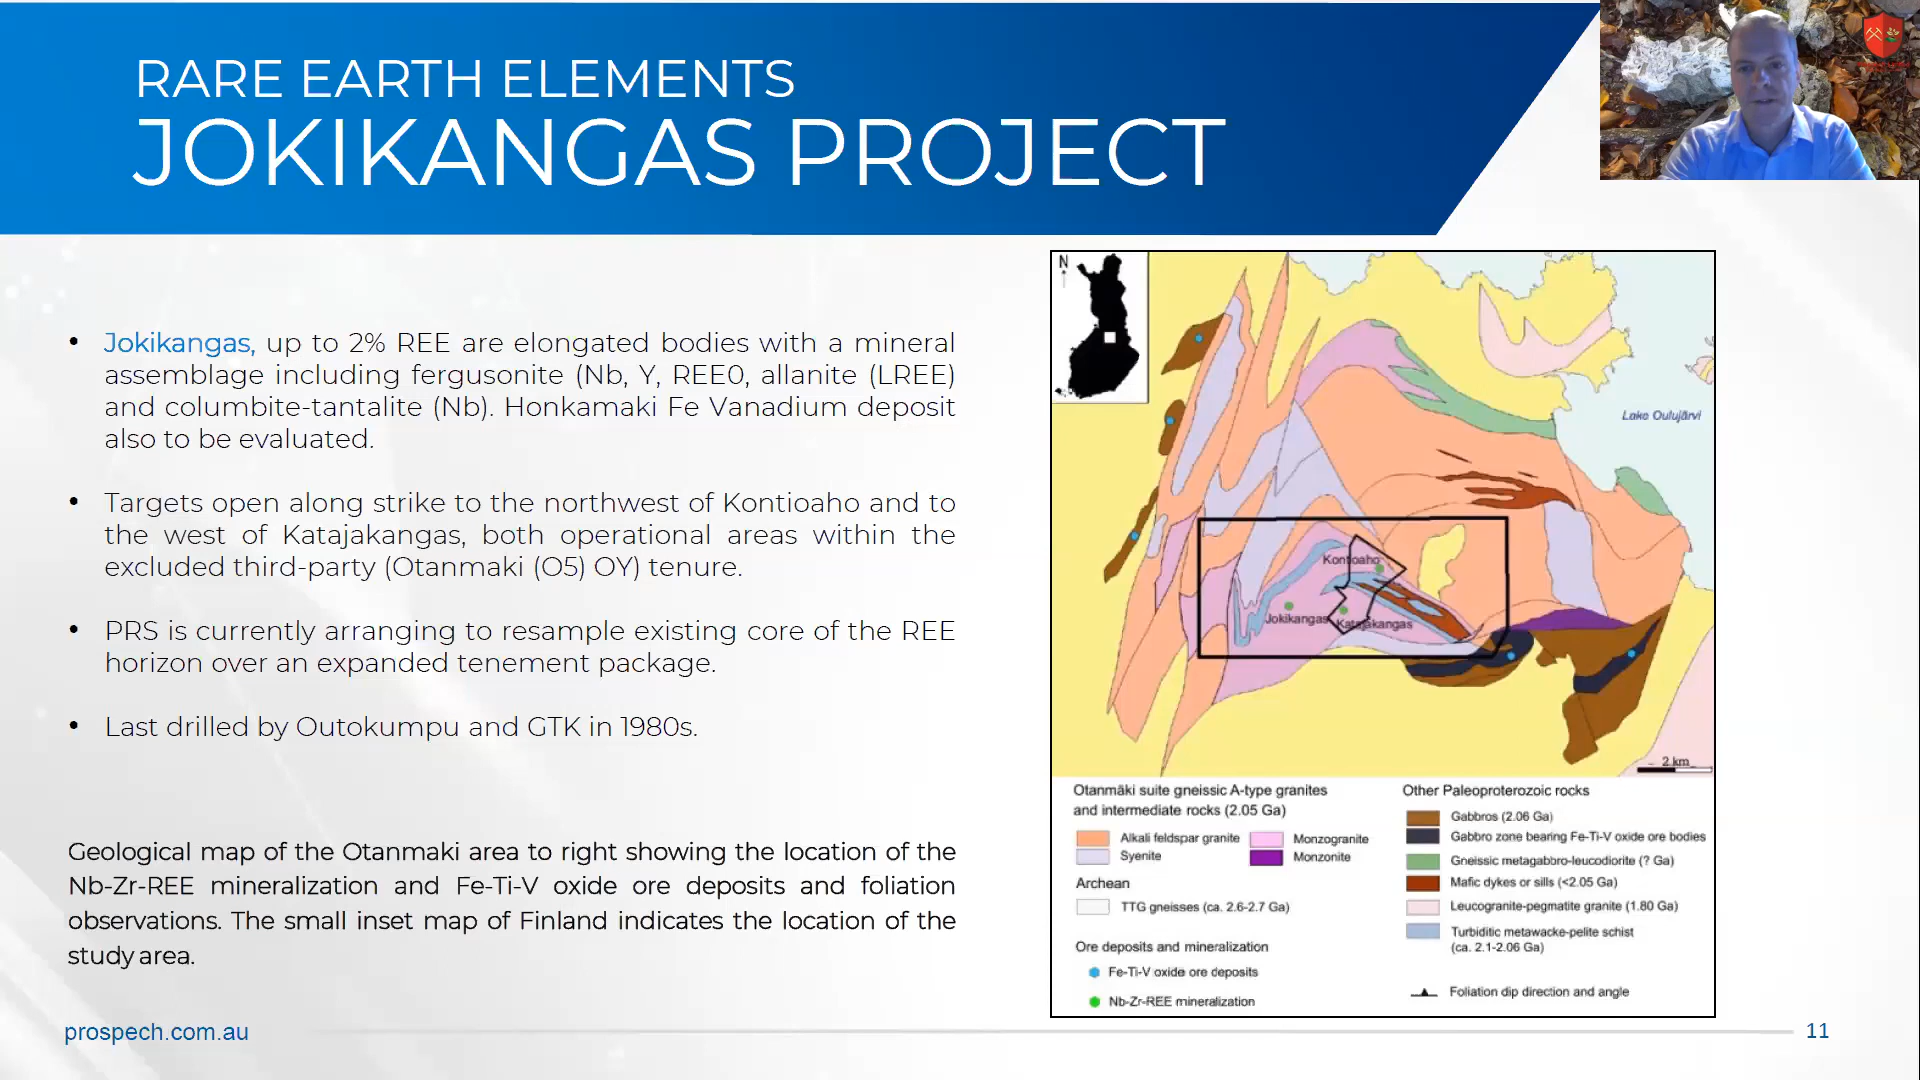 RARE EARTH ELEMENTS
JOKIKANGAS PROJECT
• Jokikangas, up to 2% REE are elongated bodies with a mineral
assemblage including fergusonite (Nb, Y, REE0, allanite (LREE)
and columbite-tantalite (Nb). Honkamaki Fe Vanadium deposit
also to be evaluated.
• Targets open along strike to the northwest of Kontioaho and to
the west of Katajakangas, both operational areas within the
excluded third-party (Otanmaki (O5) OY) tenure.
• PRS is currently arranging to resample existing core of the REE
horizon over an expanded tenement package.
• Last drilled by Outokumpu and GTK in 1980s.
Geological map of the Otanmaki area to right showing the location of the
Nb-Zr-REE mineralization and Fe-Ti-V oxide ore deposits and foliation
observations. The small inset map of Finland indicates the location of the
study area.
N
Lake Oulujärvi
Kontioaho
Jokikangas
Katajakangas
2 km
Otanmäki suite gneissic A-type granites
and intermediate rocks (2.05 Ga)
Alkali feldspar granite
Monzogranite
Syenite
Monzonite
Archean
TTG gneisses (ca. 2.6-2.7 Ga)
Ore deposits and mineralization
Fe-Ti-V oxide ore deposits
Nb-Zr-REE mineralization
Other Paleoproterozoic rocks
Gabbros (2.06 Ga)
Gabbro zone bearing Fe-Ti-V oxide ore bodies
Gneissic metagabbro-leucodiorite (? Ga)
Mafic dykes or sills (<2.05 Ga)
Leucogranite-pegmatite granite (1.80 Ga)
Turbiditic metawacke-pelite schist
(ca. 2.1-2.06 Ga)
Foliation dip direction and angle
prospech.com.au
11